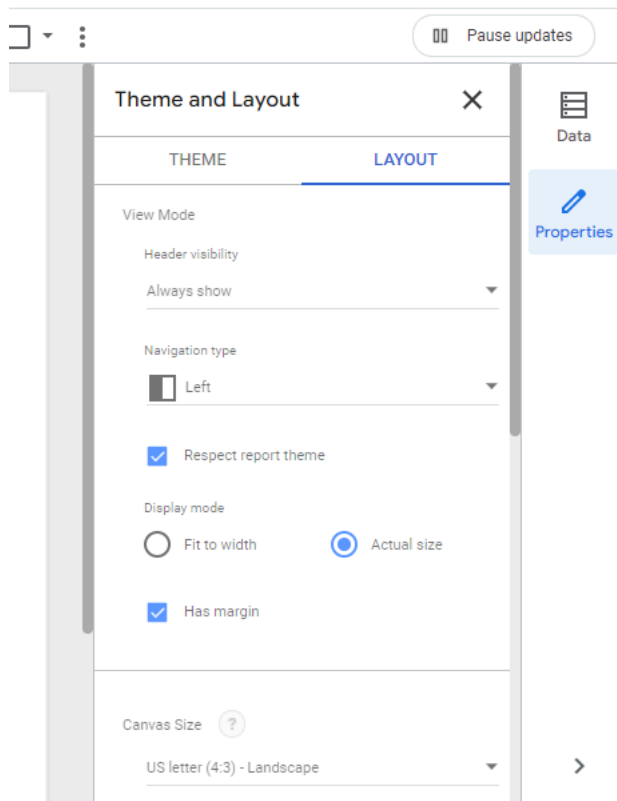 Pause updates
Theme and Layout
Data
THEME LAYOUT
Properties
View Mode
Header visibility
Always show
Navigation type
Left
Respect report theme
Display mode
Fit to width Actual size
Has margin
Canvas Size ?
US letter (4:3) - Landscape